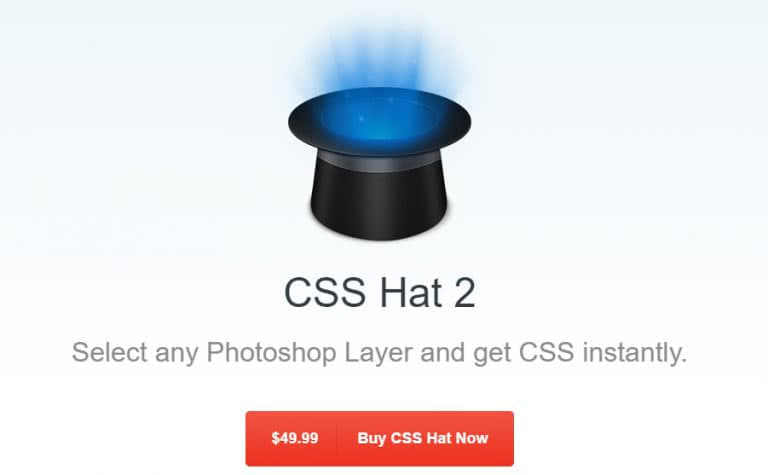 CSS Hat 2
Select any Photoshop Layer and get CSS instantly.
$49.99 Buy CSS Hat Now